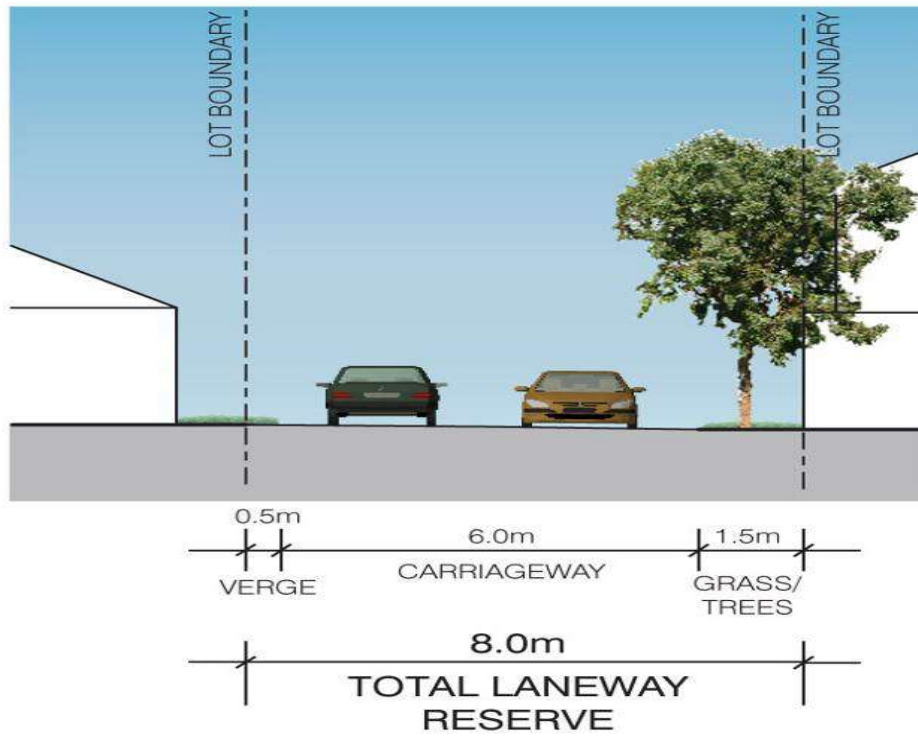 LOT BOUNDARY
LOT BOUNDARY
0.5m
6.0m
1.5m
VERGE
CARRIAGEWAY
GRASS/
TREES
8.0m
TOTAL LANEWAY
RESERVE